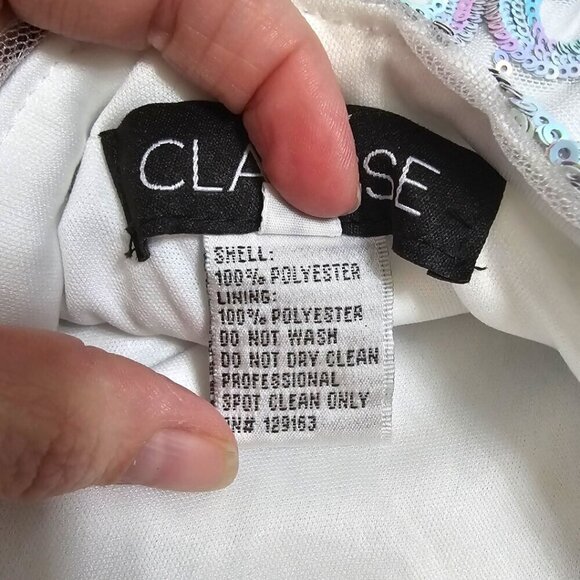 SHELL:
100% POLYESTER
LINING:
100% POLYESTER
DO NOT WASH
DO NOT DRY CLEAN
PROFESSIONAL
SPOT CLEAN ONLY
129163